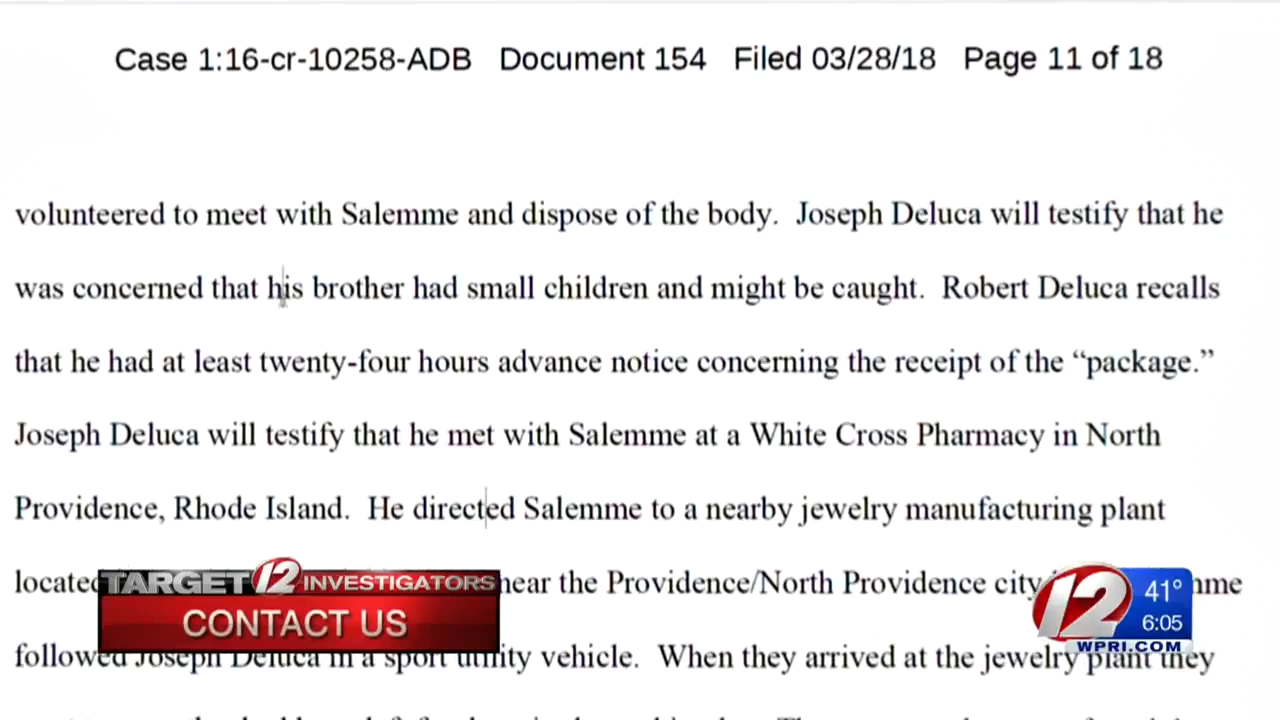 Case 1:16-cr-10258-ADB Document 154 Filed 03/28/18 Page 11 of 18
volunteered to meet with Salemme and dispose of the body. Joseph Deluca will testify that he
was concerned that his brother had small children and might be caught. Robert Deluca recalls
that he had at least twenty-four hours advance notice concerning the receipt of the “package.”
Joseph Deluca will testify that he met with Salemme at a White Cross Pharmacy in North
Providence, Rhode Island. He directed Salemme to a nearby jewelry manufacturing plant
located near the Providence/North Providence city
followed Joseph Deluca in a sport utility vehicle. When they arrived at the jewelry plant they
TARGET 12 INVESTIGATORS
CONTACT US
12
41°
6:05
WPRI.COM